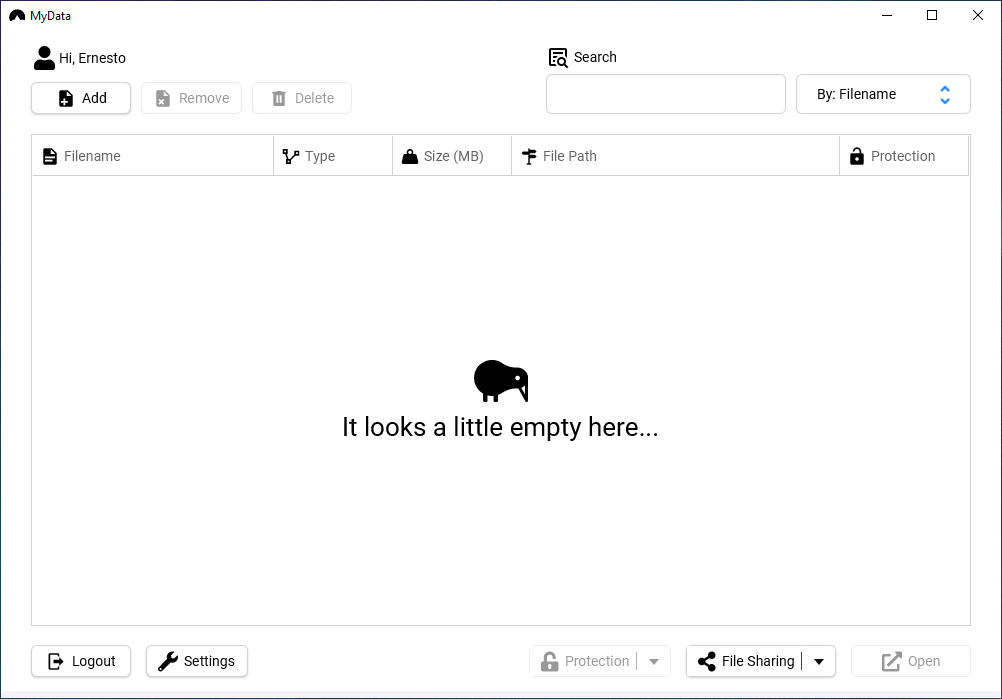 MyData
Hi, Ernesto
Search
Add
Remove
Delete
By: Filename
Filename
Type
Size (MB)
File Path
Protection
It looks a little empty here...
Logout
Settings
Protection
File Sharing
Open